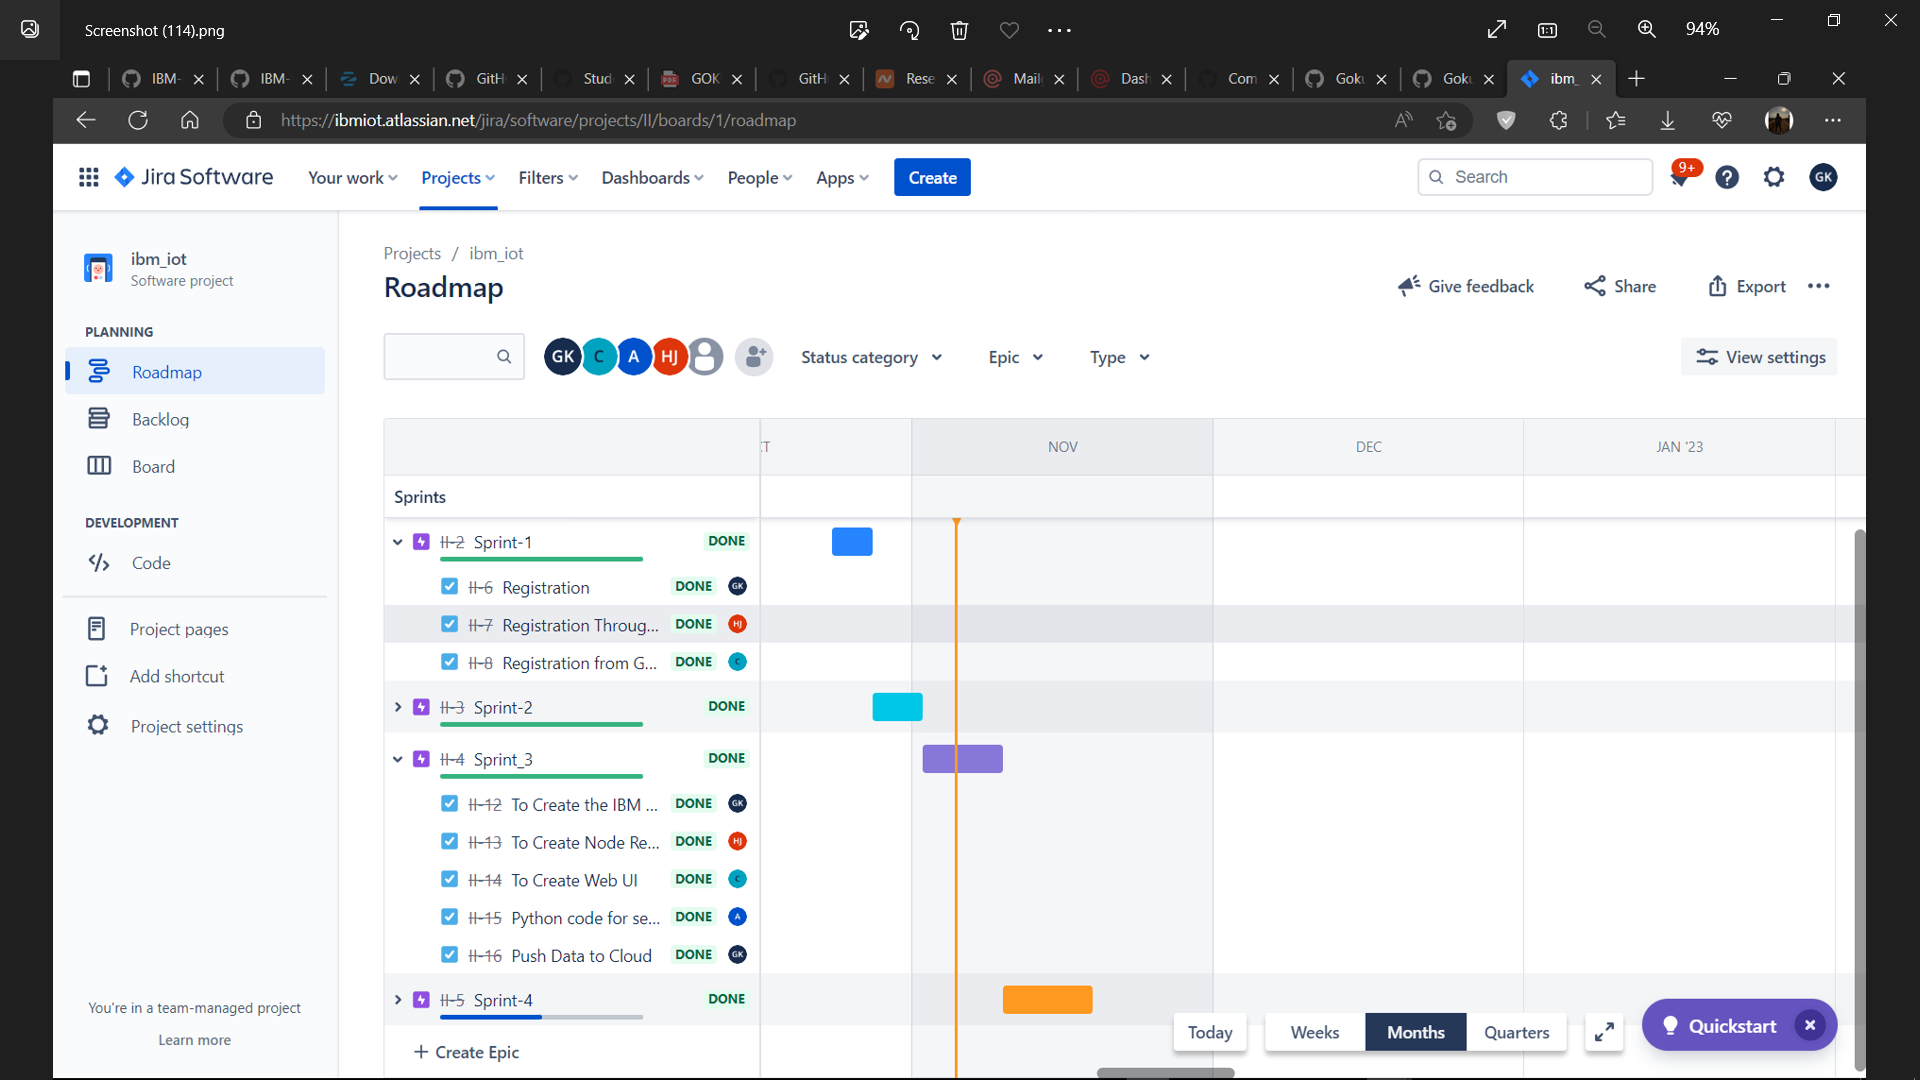 Screenshot (114).png
94%
IBM-
IBM-
Dow
GitH
Stud
GOK
GitH
Rese
Mail
Dash
Com
Goku
Goku
ibm_
https://ibmiot.atlassian.net/jira/software/projects/II/boards/1/roadmap
Jira Software
Your work
Projects
Filters
Dashboards
People
Apps
Create
Search
9+
GK
ibm_iot
Software project
PLANNING
Roadmap
Backlog
Board
DEVELOPMENT
Code
Project pages
Add shortcut
Project settings
You're in a team-managed project
Learn more
Projects / ibm_iot
Roadmap
Give feedback
Share
Export
GK C A HJ
Status category
Epic
Type
View settings
NOV
DEC
JAN '23
Sprints
II-2 Sprint-1 DONE
II-6 Registration DONE GK
II-7 Registration Throug... DONE HJ
II-8 Registration from G... DONE C
II-3 Sprint-2 DONE
II-4 Sprint_3 DONE
II-12 To Create the IBM ... DONE GK
II-13 To Create Node Re... DONE HJ
II-14 To Create Web UI DONE C
II-15 Python code for se... DONE A
II-16 Push Data to Cloud DONE GK
II-5 Sprint-4 DONE
+ Create Epic
Today
Weeks
Months
Quarters
Quickstart